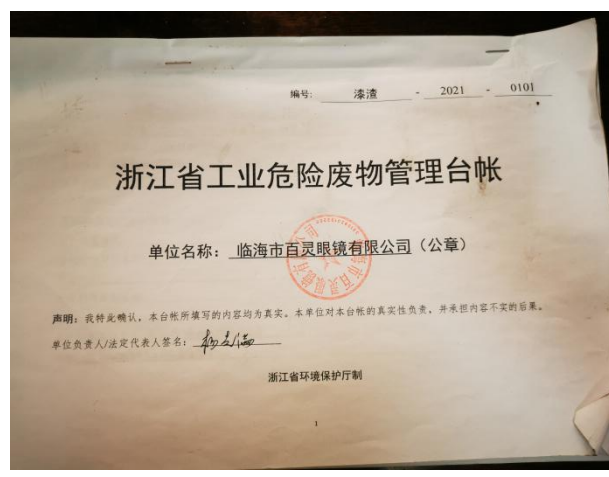 编号: 漆渣 - 2021 - 0101
浙江省工业危险废物管理台帐
单位名称: 临海市百灵眼镜有限公司(公章)
声明: 我特此确认, 本台帐所填写的内容均为真实。本单位对本台帐的真实性负责, 并承担内容不实的后果。
单位负责人/法定代表人签名:
浙江省环境保护厅制
1